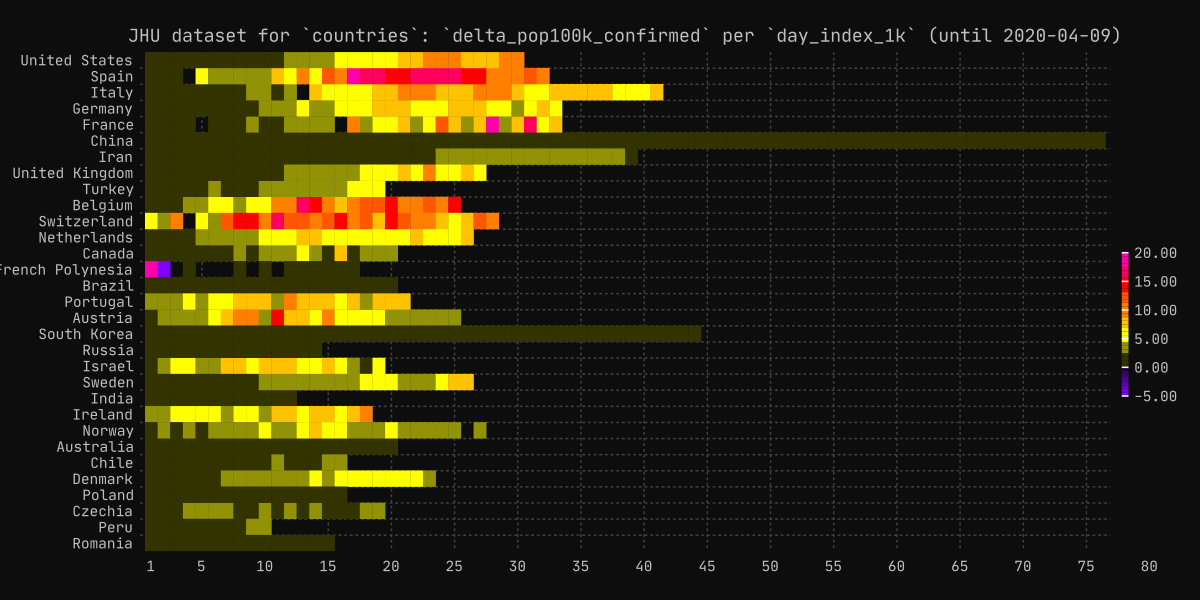 JHU dataset for `countries`: `delta_pop100k_confirmed` per `day_index_1k` (until 2020-04-09)
United States
Spain
Italy
Germany
France
China
Iran
United Kingdom
Turkey
Belgium
Switzerland
Netherlands
Canada
French Polynesia
Brazil
Portugal
Austria
South Korea
Russia
Israel
Sweden
India
Ireland
Norway
Australia
Chile
Denmark
Poland
Czechia
Peru
Romania
1 5 10 15 20 25 30 35 40 45 50 55 60 65 70 75 80
20.00
15.00
10.00
5.00
0.00
−5.00